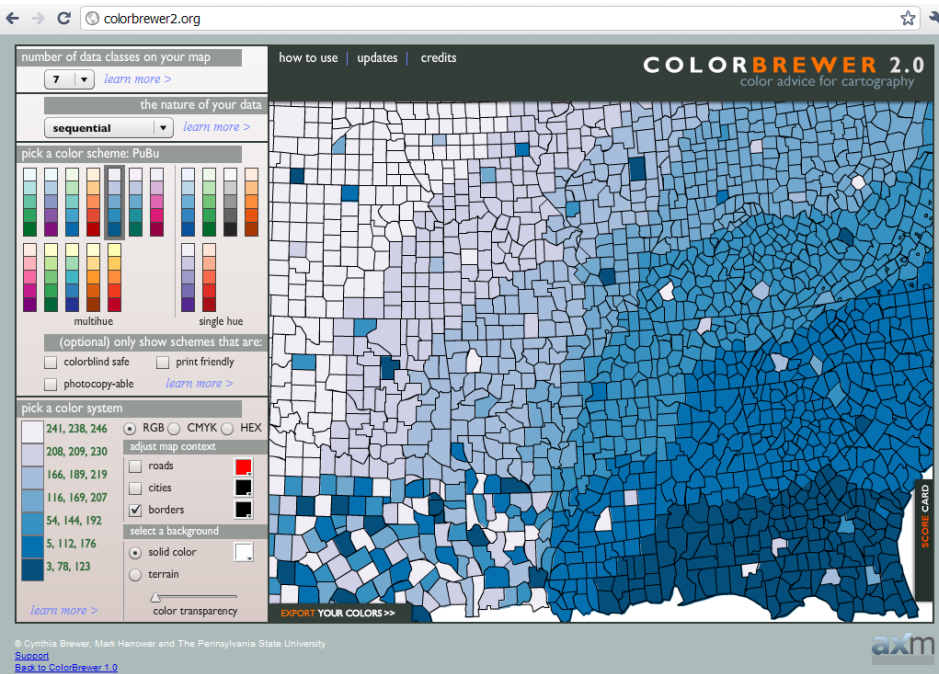 colorbrewer2.org
number of data classes on your map
7
learn more >
the nature of your data
sequential
learn more >
pick a color scheme: PuBu
multihue
single hue
(optional) only show schemes that are:
colorblind safe
print friendly
photocopy-able
learn more >
pick a color system
241, 238, 246
208, 209, 230
166, 189, 219
116, 169, 207
54, 144, 192
5, 112, 176
3, 78, 123
learn more >
RGB
CMYK
HEX
adjust map context
roads
cities
borders
select a background
solid color
terrain
color transparency
how to use | updates | credits
COLORBREWER 2.0
color advice for cartography
SCORE CARD
EXPORT YOUR COLORS >>
© Cynthia Brewer, Mark Harrower and The Pennsylvania State University
Support
Back to ColorBrewer 1.0
axm